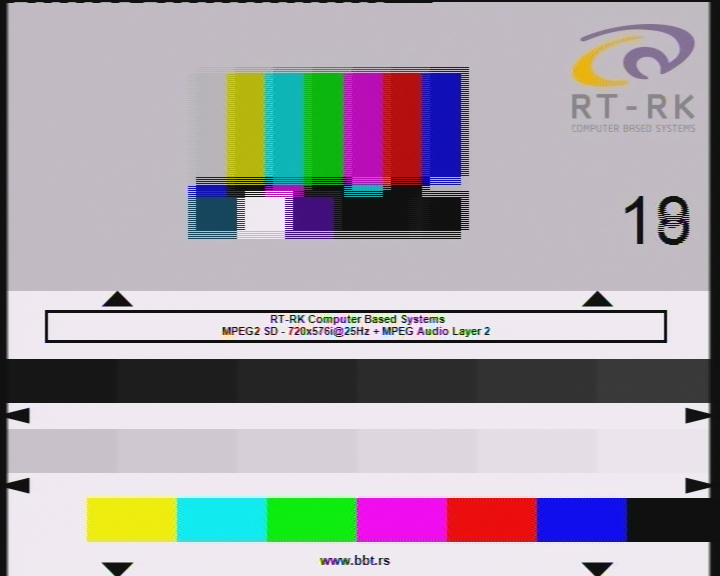 RT-RK
COMPUTER BASED SYSTEMS
RT-RK Computer Based Systems
MPEG2 SD - 720x576i@25Hz + MPEG Audio Layer 2
www.bbt.rs